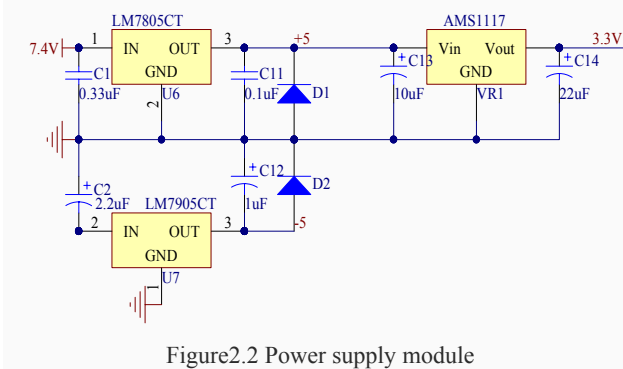 LM7805CT
AMS1117
7.4V
1
IN
OUT
3
+5
Vin
Vout
3.3V
GND
C1
0.33uF
2
U6
C11
0.1uF
D1
+
C13
10uF
GND
VR1
+
C14
22uF
+
C2
2.2uF
LM7905CT
+
C12
1uF
D2
2
IN
OUT
3
-5
GND
1
U7
Figure2.2 Power supply module